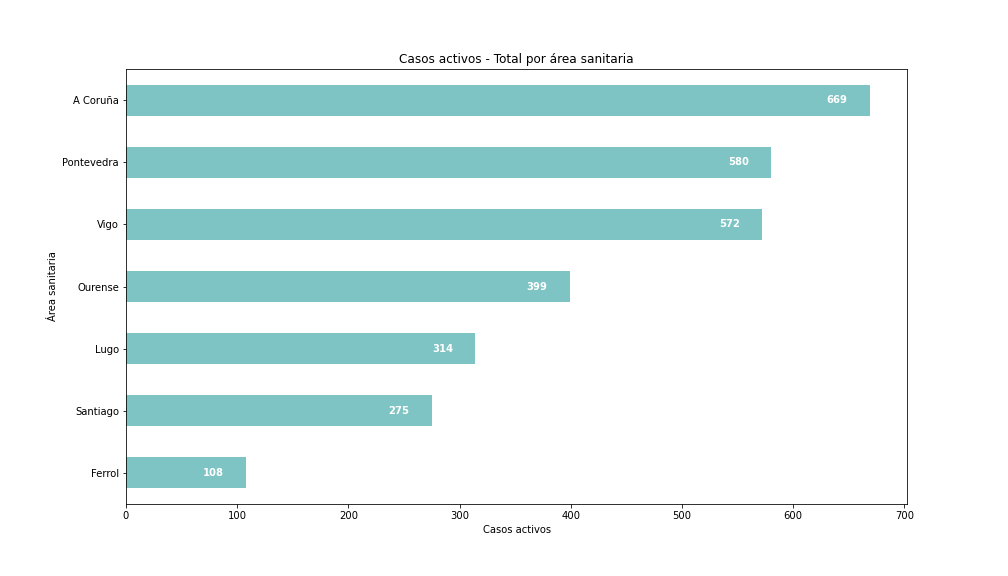 Casos activos - Total por área sanitaria
A Coruña
669
Pontevedra
580
Vigo
572
Área sanitaria
Ourense
399
Lugo
314
Santiago
275
Ferrol
108
0 100 200 300 400 500 600 700
Casos activos